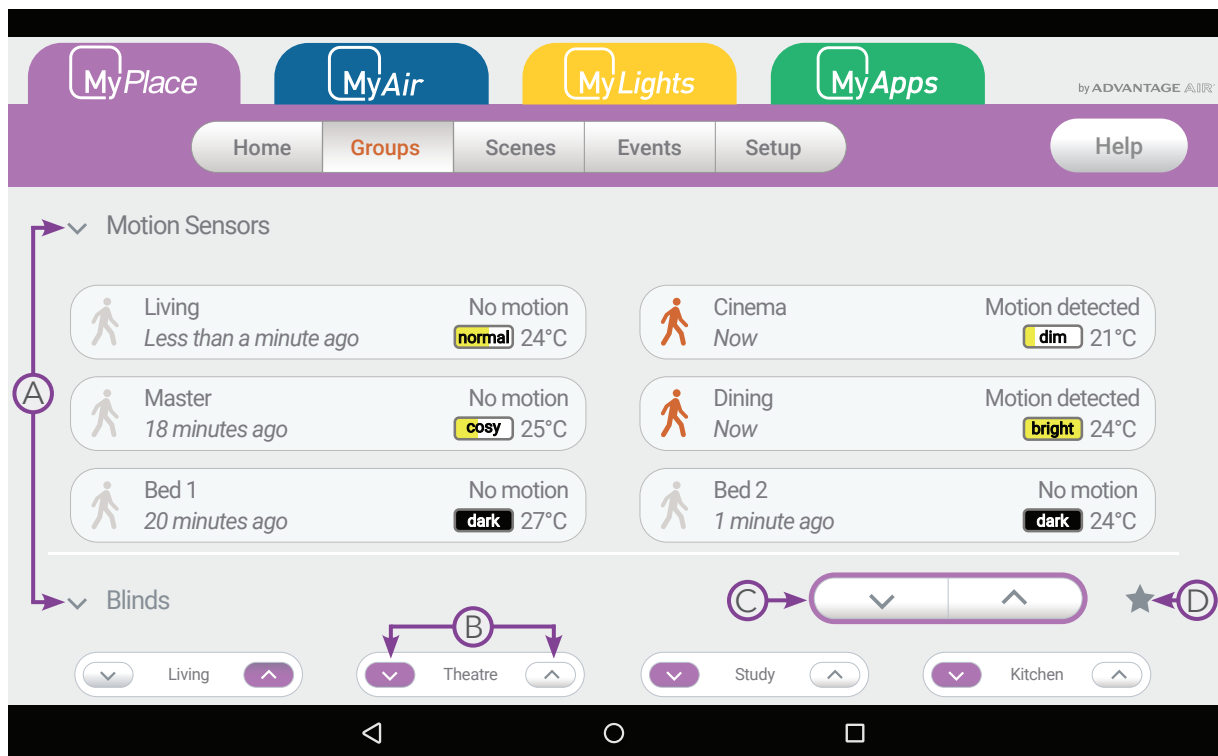 MyPlace
MyAir
MyLights
MyApps
by ADVANTAGE AIR
Home
Groups
Scenes
Events
Setup
Help
Motion Sensors
Living
No motion
Less than a minute ago
normal 24°C
Cinema
Motion detected
Now
dim 21°C
A
Master
No motion
18 minutes ago
cosy 25°C
Dining
Motion detected
Now
bright 24°C
Bed 1
No motion
20 minutes ago
dark 27°C
Bed 2
No motion
1 minute ago
dark 24°C
Blinds
C
D
B
Living
Theatre
Study
Kitchen